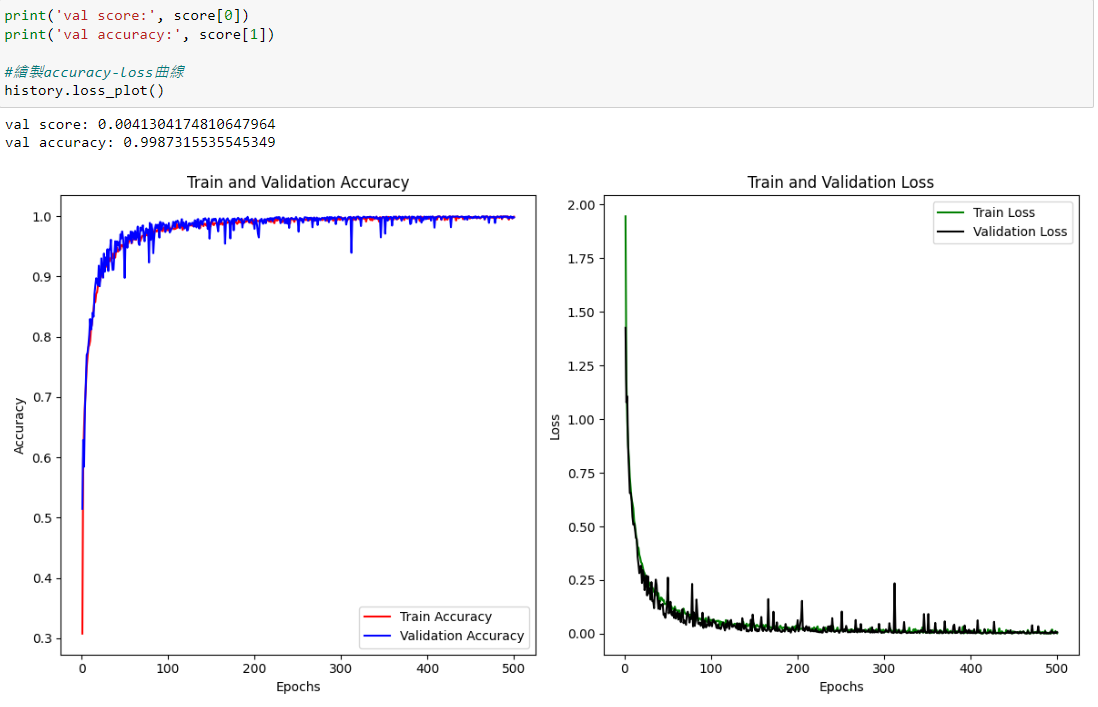 print('val score:', score[0])
print('val accuracy:', score[1])
#繪製accuracy-loss曲線
history.loss_plot()
val score: 0.0041304174810647964
val accuracy: 0.9987315535545349
Train and Validation Accuracy
1.0
0.9
0.8
0.7
0.6
0.5
0.4
0.3
Accuracy
0
100
200
300
400
500
Epochs
Train Accuracy
Validation Accuracy
Train and Validation Loss
2.00
1.75
1.50
1.25
1.00
0.75
0.50
0.25
0.00
Loss
0
100
200
300
400
500
Epochs
Train Loss
Validation Loss